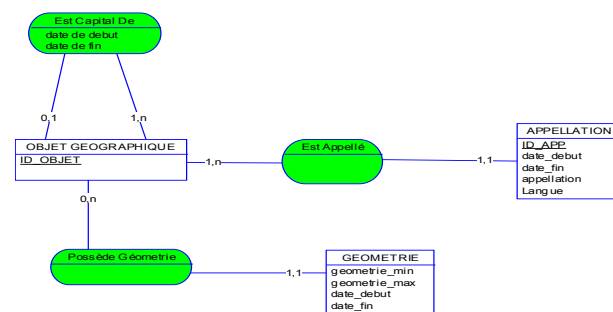 Est Capital De
date de debut
date de fin
0,1
1,n
OBJET GEOGRAPHIQUE
ID_OBJET
1,n
Est Appellé
1,1
APPELLATION
ID_APP
date_debut
date_fin
appellation
Langue
0,n
Possède Géometrie
1,1
GEOMETRIE
geometrie_min
geometrie_max
date_debut
date_fin